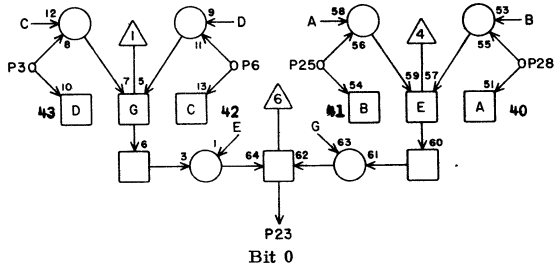 C 12 9 D A 58 53 B
8 1 11 56 4 55
P3 P6 P25 P28
10 7 5 13 54 59 57 51
43 D G C 42 6 41 B E A 40
6 E G 60
3 1 64 62 63 61
P23
Bit 0